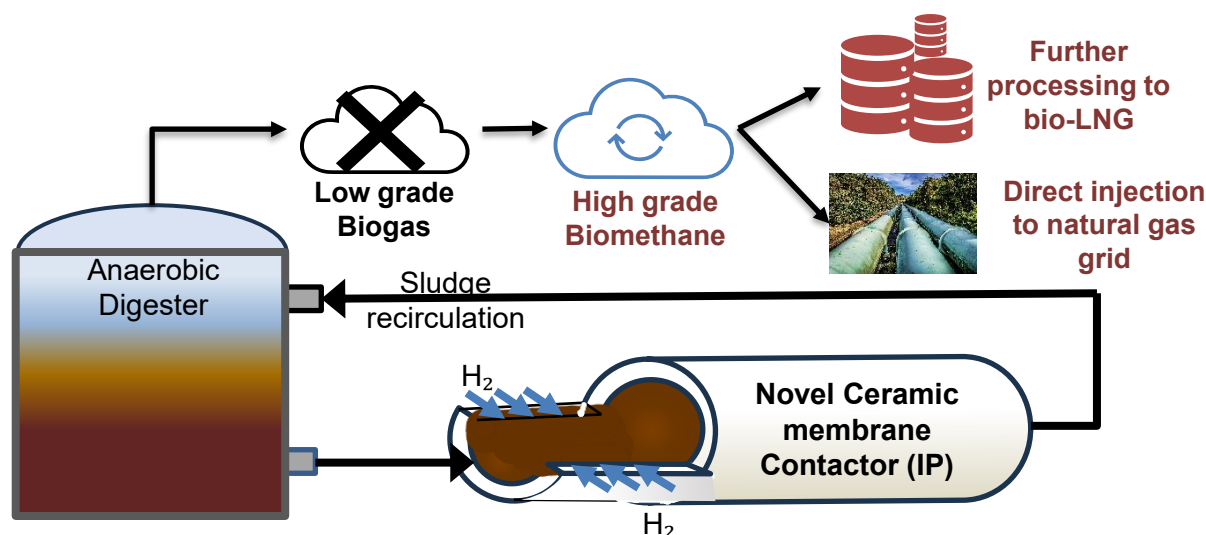 Further
processing to
bio-LNG
Low grade
Biogas
High grade
Biomethane
Direct injection
to natural gas
grid
Anaerobic
Digester
Sludge
recirculation
H₂
Novel Ceramic
membrane
Contactor (IP)
H₂